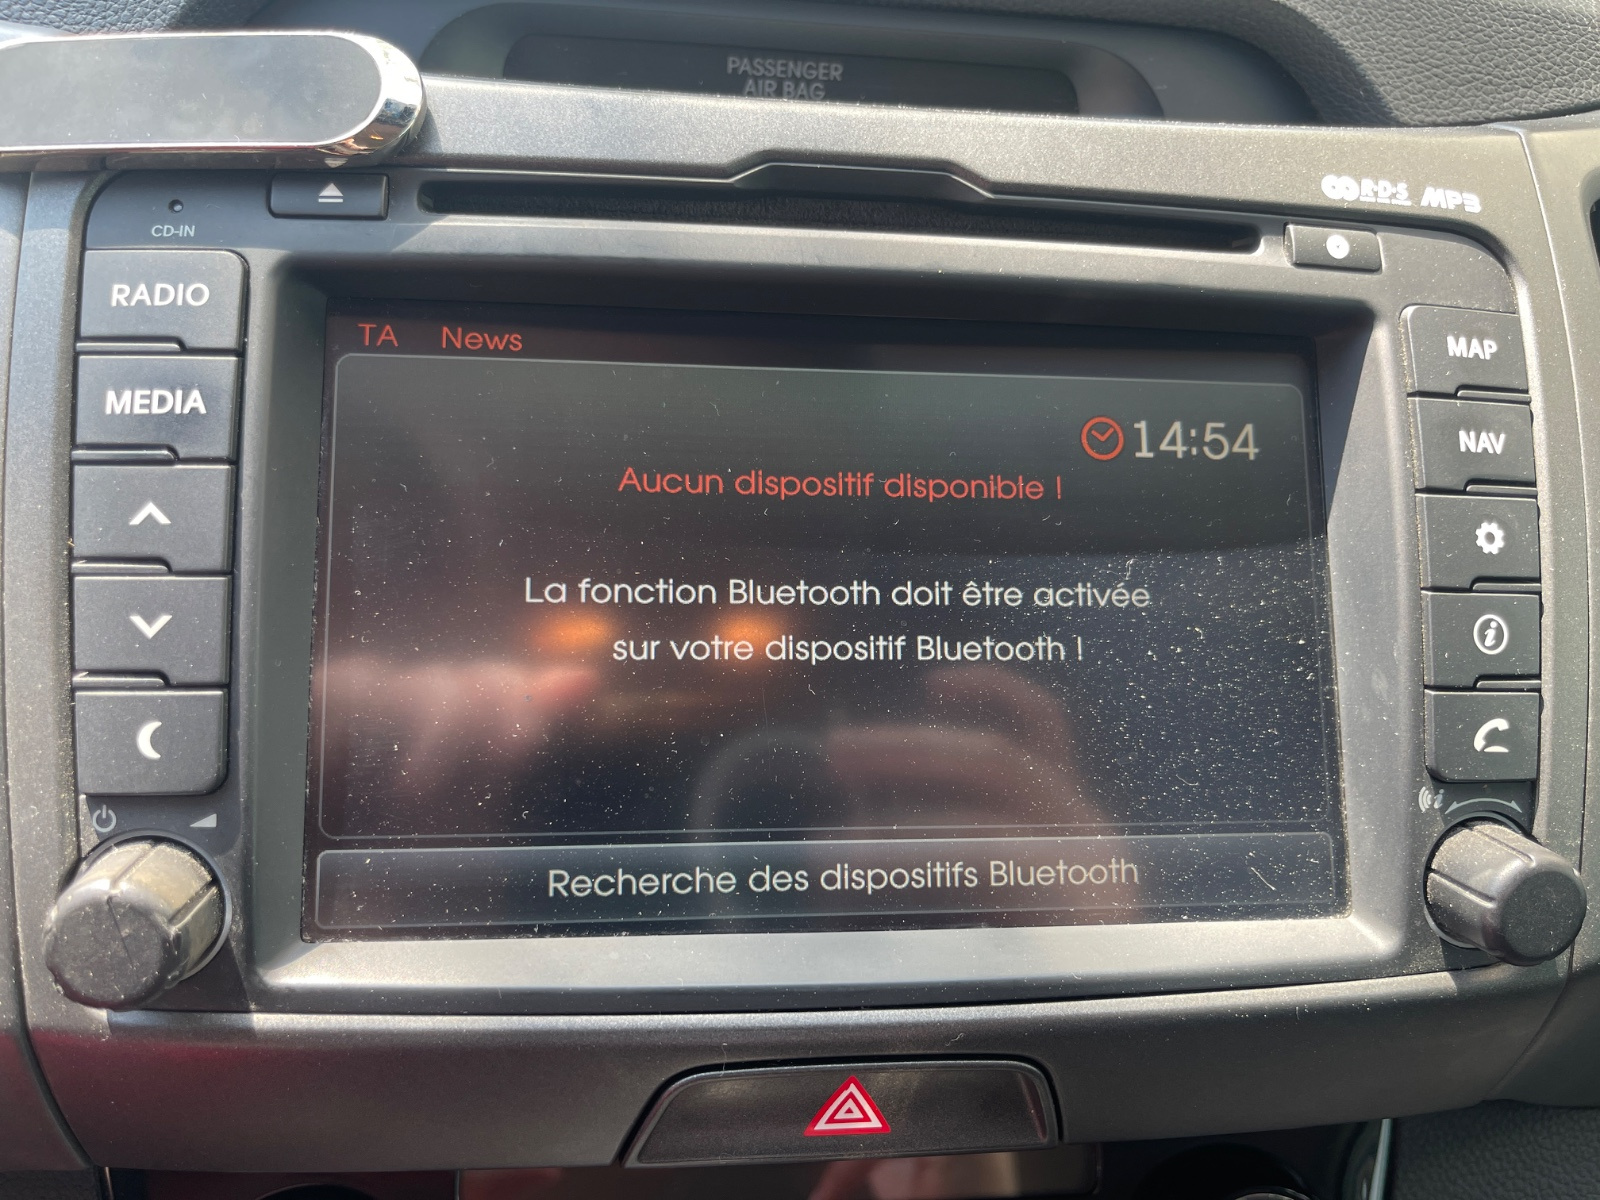 PASSENGER
AIR BAG
R·D·S MP3
CD-IN
RADIO
MEDIA
MAP
NAV
TA News
14:54
Aucun dispositif disponible !
La fonction Bluetooth doit être activée
sur votre dispositif Bluetooth !
Recherche des dispositifs Bluetooth